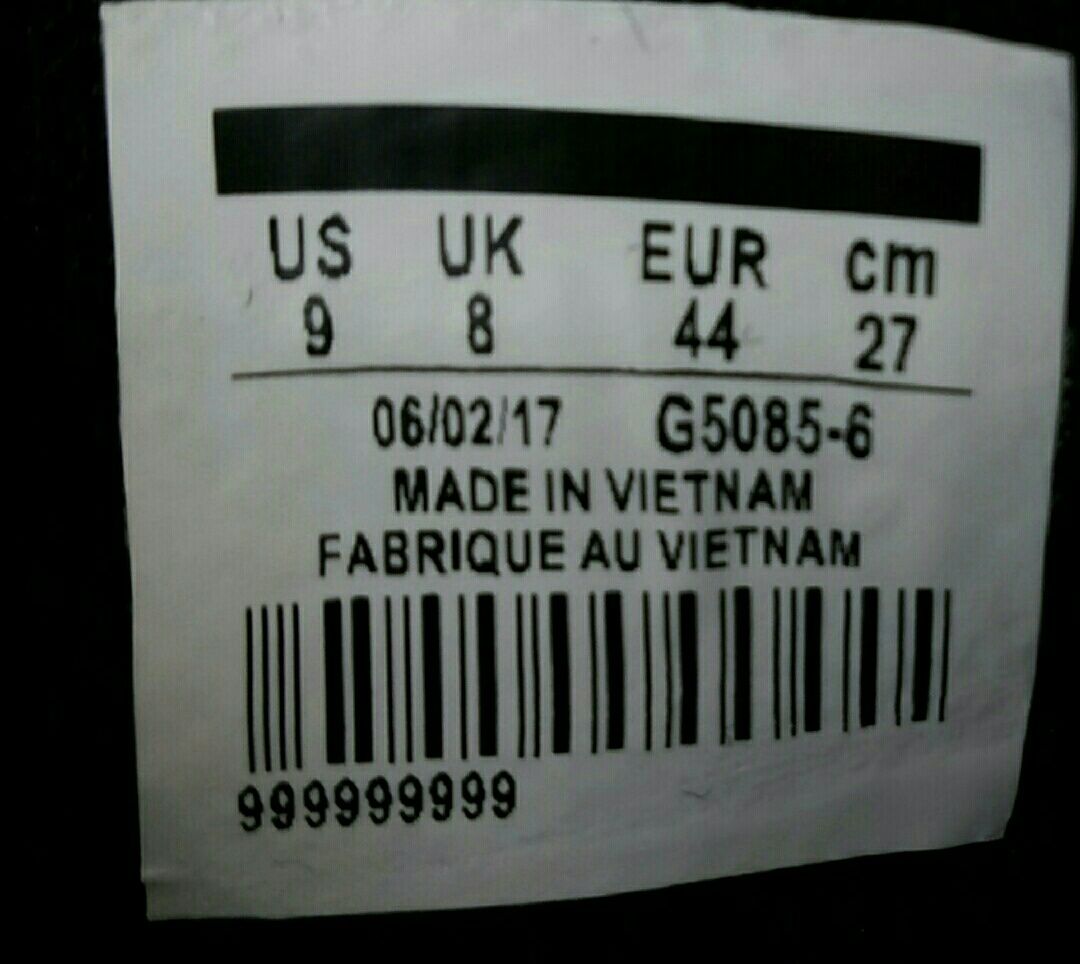 US UK EUR cm
9 8 44 27
06/02/17 G5085-6
MADE IN VIETNAM
FABRIQUE AU VIETNAM
999999999